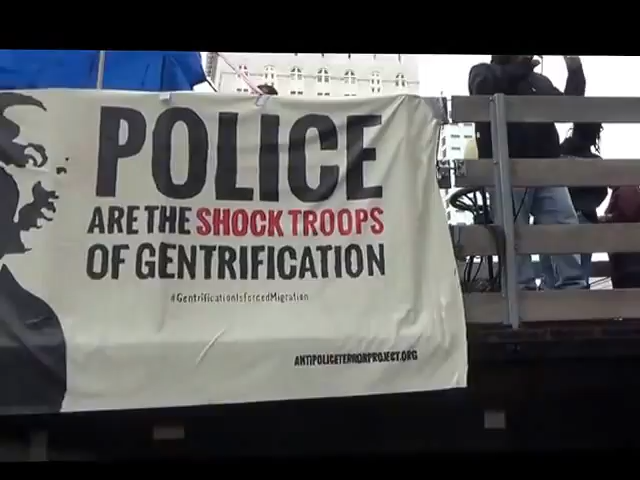 POLICE
ARE THE SHOCK TROOPS
OF GENTRIFICATION
#GentrificationIsforcedMigration
ANTIPOLICETERRORPROJECT.ORG